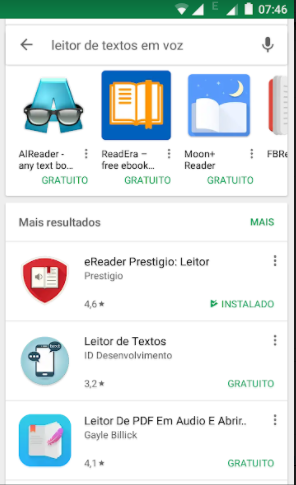 E
07:46
leitor de textos em voz
AlReader -
any text bo...
GRATUITO
ReadEra –
free ebook...
GRATUITO
Moon+
Reader
GRATUITO
FBRe
Mais resultados
MAIS
eReader Prestigio: Leitor
Prestigio
4,6★
INSTALADO
Leitor de Textos
ID Desenvolvimento
3,2★
GRATUITO
Leitor De PDF Em Audio E Abrir..
Gayle Billick
4,1★
GRATUITO